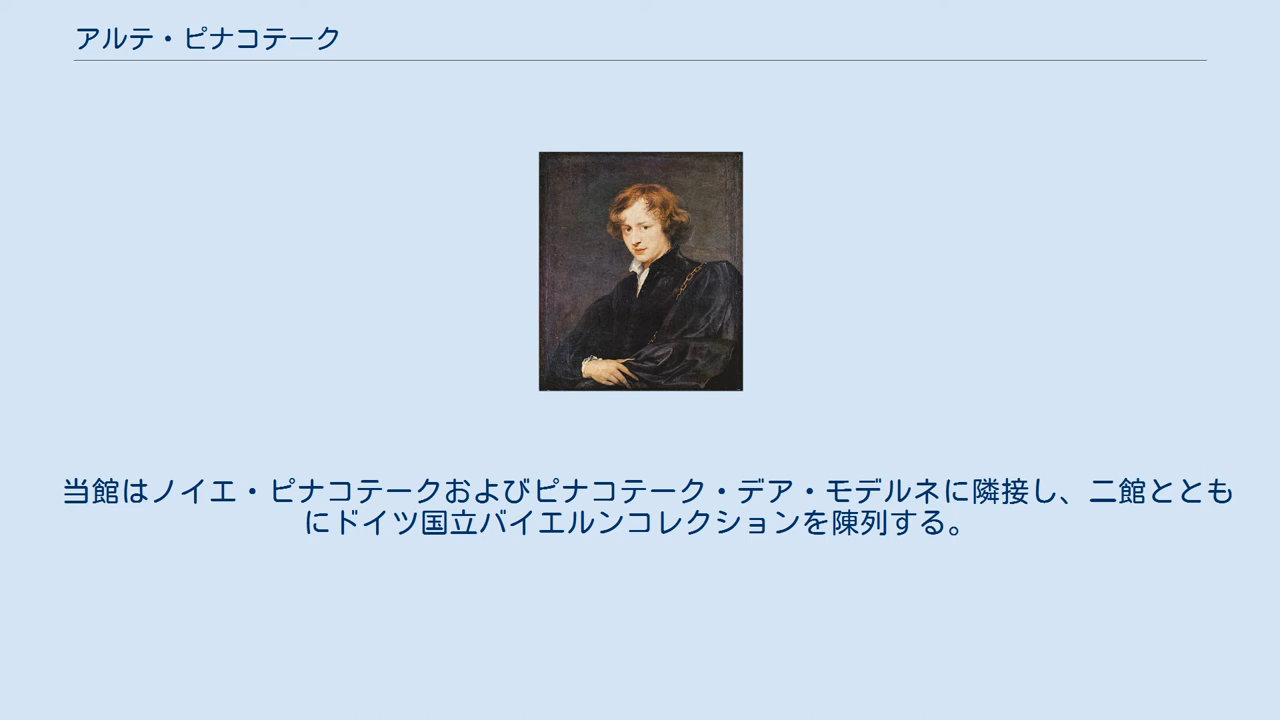 アルテ・ピナコテーク
当館はノイエ・ピナコテークおよびピナコテーク・デア・モデルネに隣接し、二館ととも
にドイツ国立バイエルンコレクションを陳列する。